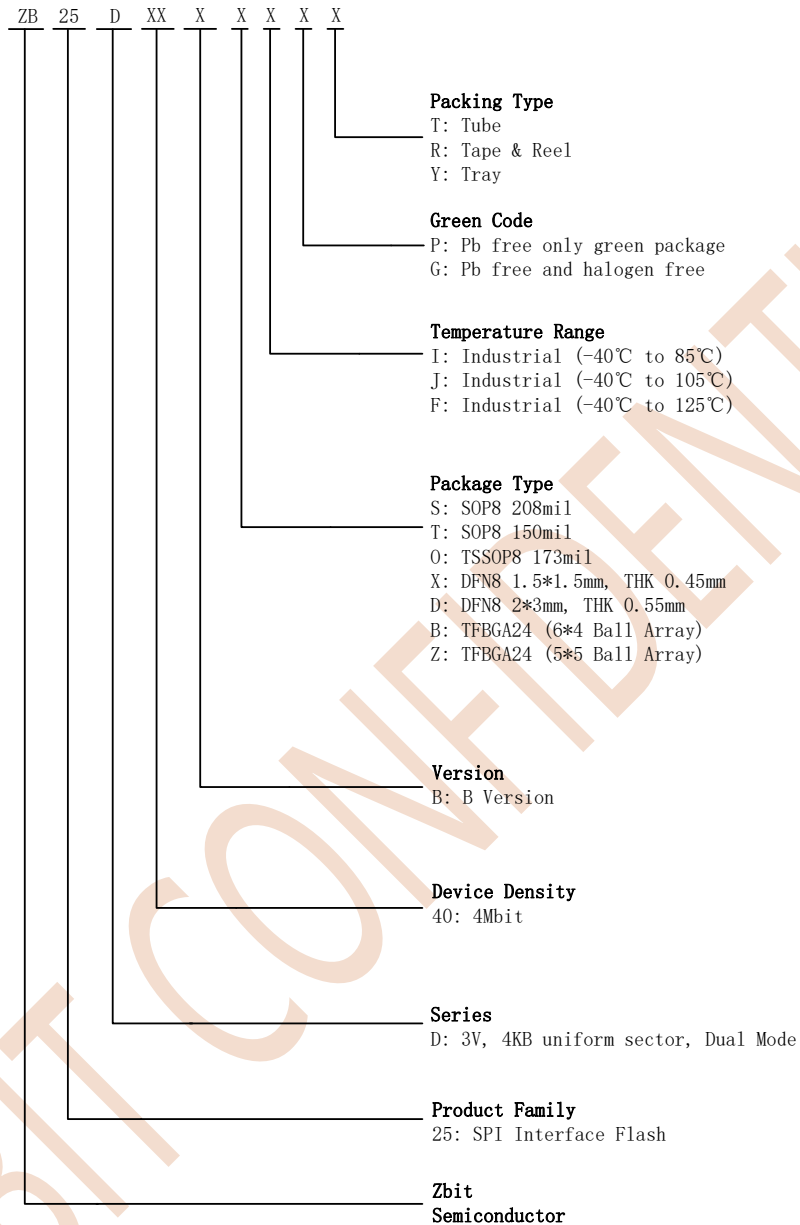 ZB 25 D XX X X X X X
Packing Type
T: Tube
R: Tape & Reel
Y: Tray
Green Code
P: Pb free only green package
G: Pb free and halogen free
Temperature Range
I: Industrial (-40℃ to 85℃)
J: Industrial (-40℃ to 105℃)
F: Industrial (-40℃ to 125℃)
Package Type
S: SOP8 208mil
T: SOP8 150mil
O: TSSOP8 173mil
X: DFN8 1.5*1.5mm, THK 0.45mm
D: DFN8 2*3mm, THK 0.55mm
B: TFBGA24 (6*4 Ball Array)
Z: TFBGA24 (5*5 Ball Array)
Version
B: B Version
Device Density
40: 4Mbit
Series
D: 3V, 4KB uniform sector, Dual Mode
Product Family
25: SPI Interface Flash
Zbit
Semiconductor
BIT CONFIDENT